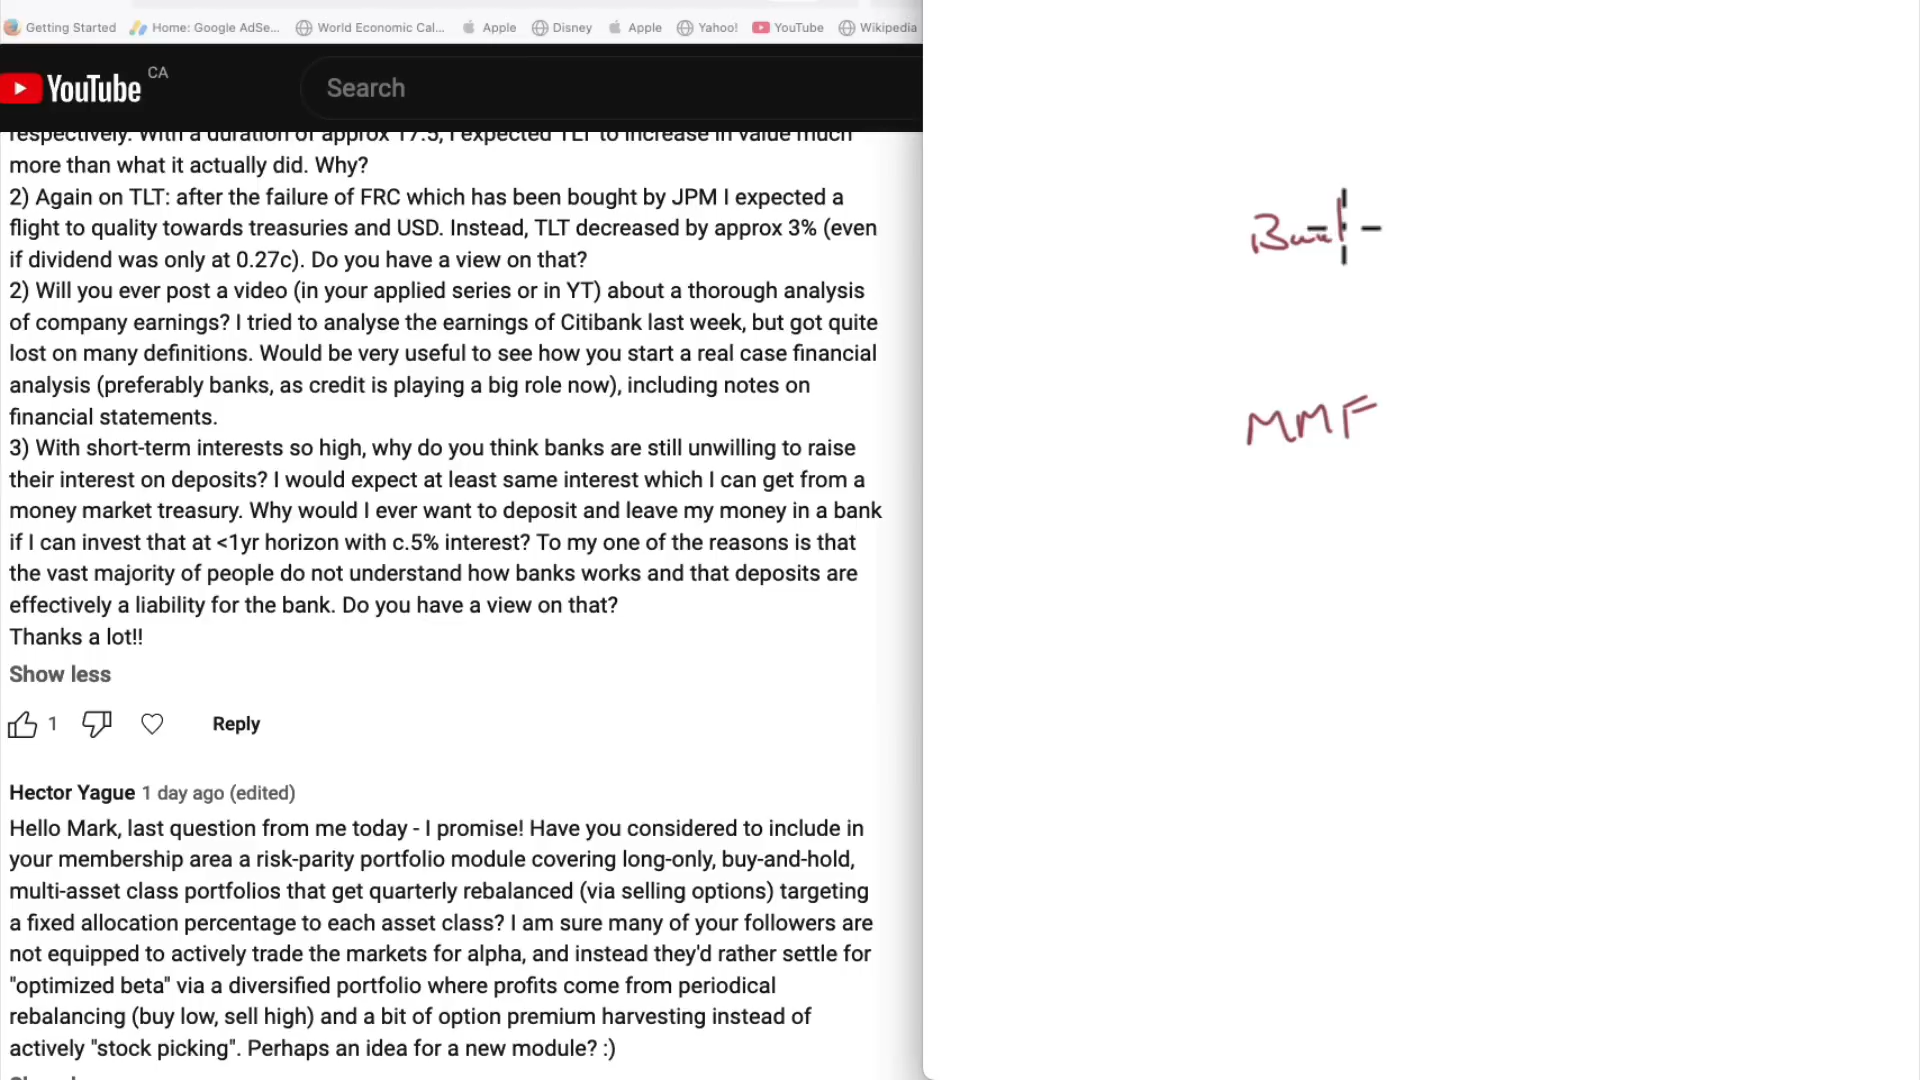 Getting Started Home: Google AdSe... World Economic Cal... Apple Disney Apple Yahoo! YouTube Wikipedia
YouTube CA Search
respectively. With a duration of approx 17.5, I expected TLT to increase in value much
more than what it actually did. Why?
2) Again on TLT: after the failure of FRC which has been bought by JPM I expected a
flight to quality towards treasuries and USD. Instead, TLT decreased by approx 3% (even
if dividend was only at 0.27c). Do you have a view on that?
2) Will you ever post a video (in your applied series or in YT) about a thorough analysis
of company earnings? I tried to analyse the earnings of Citibank last week, but got quite
lost on many definitions. Would be very useful to see how you start a real case financial
analysis (preferably banks, as credit is playing a big role now), including notes on
financial statements.
3) With short-term interests so high, why do you think banks are still unwilling to raise
their interest on deposits? I would expect at least same interest which I can get from a
money market treasury. Why would I ever want to deposit and leave my money in a bank
if I can invest that at <1yr horizon with c.5% interest? To my one of the reasons is that
the vast majority of people do not understand how banks works and that deposits are
effectively a liability for the bank. Do you have a view on that?
Thanks a lot!!
Show less
1 Reply
Hector Yague 1 day ago (edited)
Hello Mark, last question from me today - I promise! Have you considered to include in
your membership area a risk-parity portfolio module covering long-only, buy-and-hold,
multi-asset class portfolios that get quarterly rebalanced (via selling options) targeting
a fixed allocation percentage to each asset class? I am sure many of your followers are
not equipped to actively trade the markets for alpha, and instead they'd rather settle for
"optimized beta" via a diversified portfolio where profits come from periodical
rebalancing (buy low, sell high) and a bit of option premium harvesting instead of
actively "stock picking". Perhaps an idea for a new module? :)
MMF